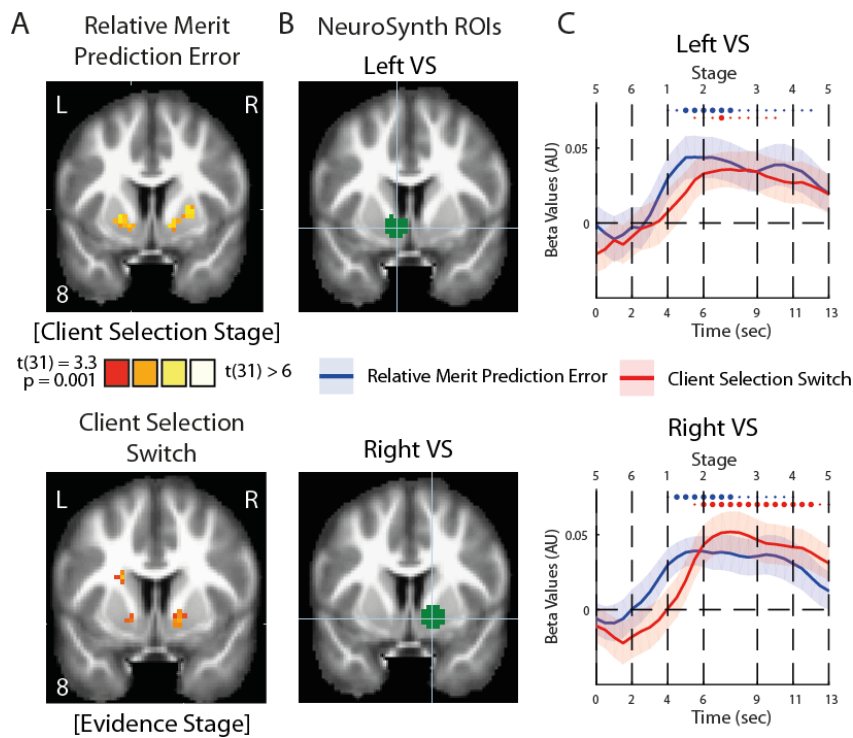 A
Relative Merit
Prediction Error
L
R
8
[Client Selection Stage]
t(31) = 3.3
p = 0.001
t(31) > 6
Client Selection
Switch
L
R
8
[Evidence Stage]
B
NeuroSynth ROIs
Left VS
Right VS
C
Left VS
Stage
5 6 1 2 3 4 5
0.05
0
Beta Values (AU)
0 2 4 6 9 11 13
Time (sec)
Relative Merit Prediction Error
Client Selection Switch
Right VS
Stage
5 6 1 2 3 4 5
0.05
0
Beta Values (AU)
0 2 4 6 9 11 13
Time (sec)